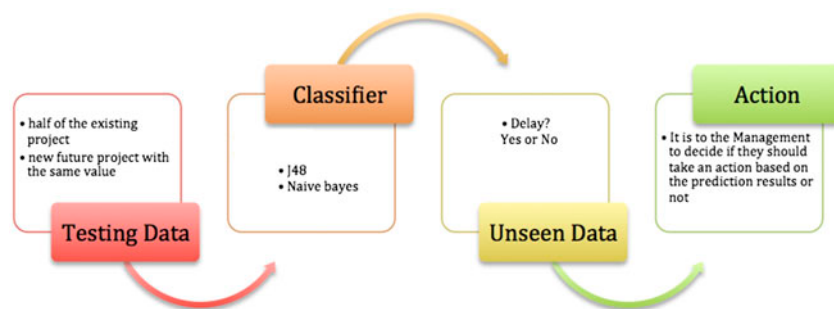 • half of the existing
project
• new future project with
the same value
Testing Data
Classifier
• J48
• Naive bayes
• Delay?
Yes or No
Unseen Data
Action
• It is to the Management
to decide if they should
take an action based on
the prediction results or
not